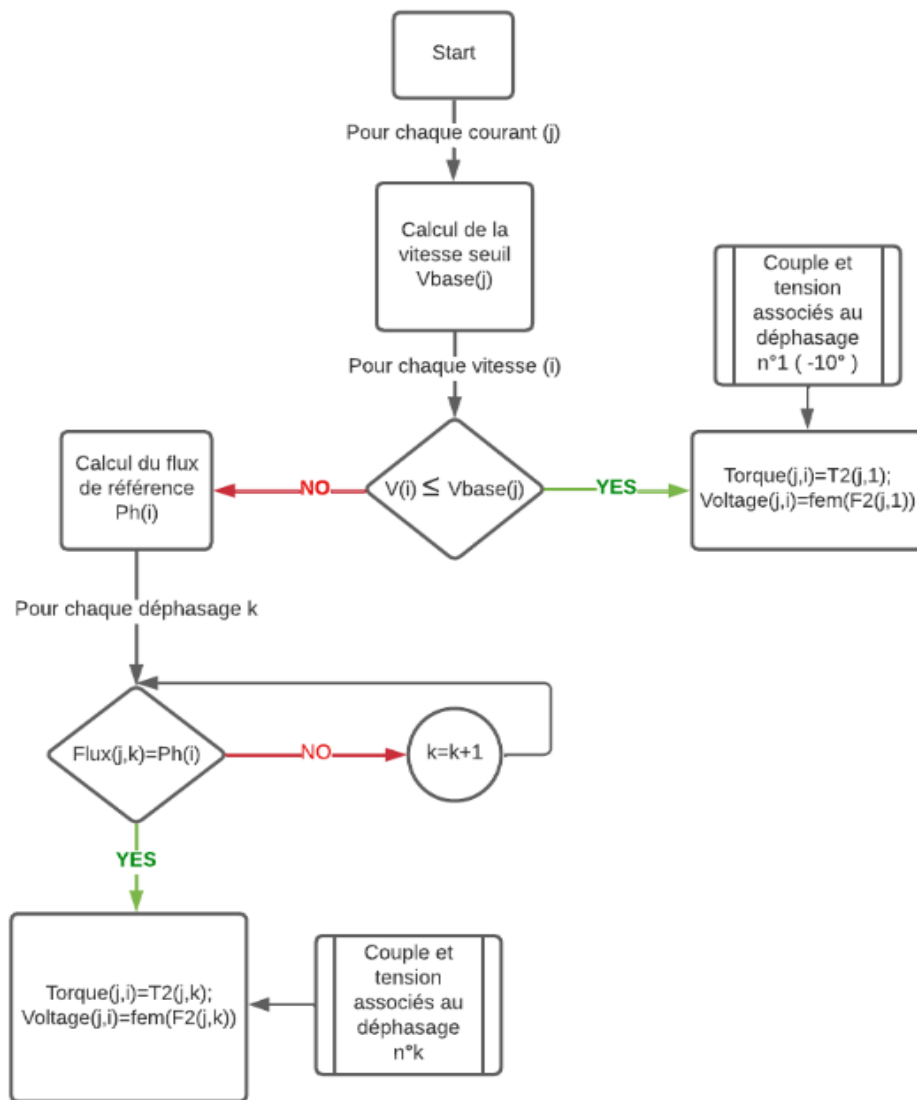 Start
Pour chaque courant (j)
Calcul de la
vitesse seuil
Vbase(j)
Pour chaque vitesse (i)
Couple et
tension
associés au
déphasage
n°1 ( -10° )
Calcul du flux
de référence
Ph(i)
NO
V(i) ≤ Vbase(j)
YES
Torque(j,i)=T2(j,1);
Voltage(j,i)=fem(F2(j,1))
Pour chaque déphasage k
Flux(j,k)=Ph(i)
NO
k=k+1
YES
Torque(j,i)=T2(j,k);
Voltage(j,i)=fem(F2(j,k))
Couple et
tension
associés au
déphasage
n°k